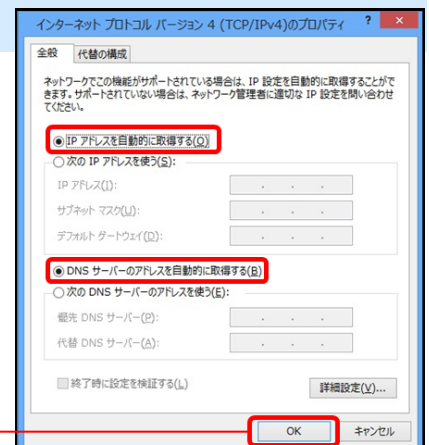 インターネット プロトコル バージョン 4 (TCP/IPv4)のプロパティ ? ×
全般 代替の構成
ネットワークでこの機能がサポートされている場合は、IP 設定を自動的に取得することがで
きます。サポートされていない場合は、ネットワーク管理者に適切な IP 設定を問い合わせ
てください。
IP アドレスを自動的に取得する(O)
次の IP アドレスを使う(S):
IP アドレス(I):
サブネット マスク(U):
デフォルト ゲートウェイ(D):
DNS サーバーのアドレスを自動的に取得する(B)
次の DNS サーバーのアドレスを使う(E):
優先 DNS サーバー(P):
代替 DNS サーバー(A):
終了時に設定を検証する(L)
詳細設定(V)...
OK キャンセル